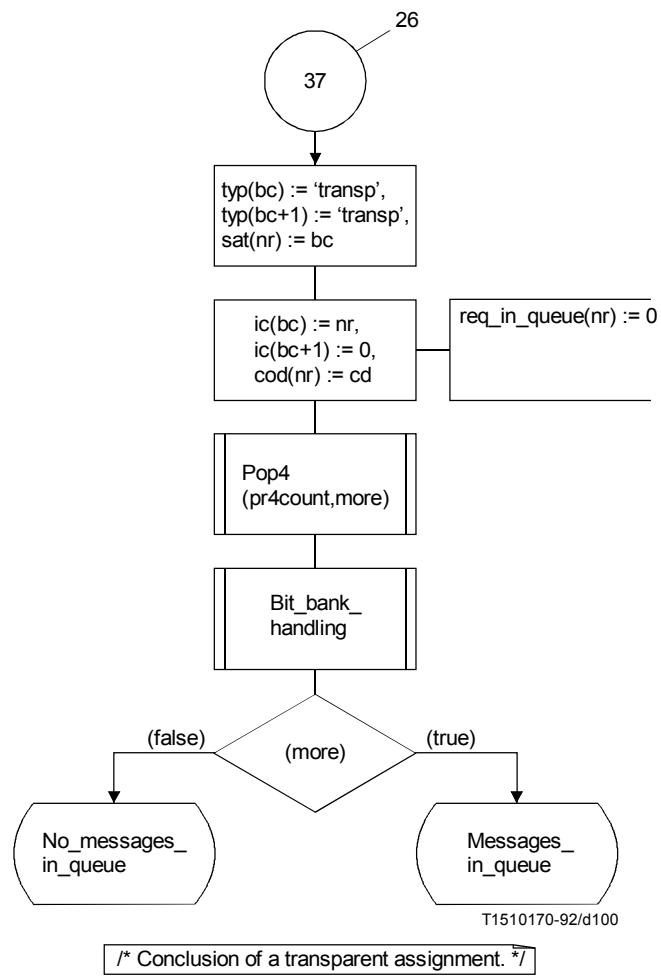 26
37
typ(bc) := ‘transp’,
typ(bc+1) := ‘transp’,
sat(nr) := bc
ic(bc) := nr,
ic(bc+1) := 0,
cod(nr) := cd
req_in_queue(nr) := 0
Pop4
(pr4count,more)
Bit_bank_
handling
(false)
(more)
(true)
No_messages_
in_queue
Messages_
in_queue
T1510170-92/d100
/* Conclusion of a transparent assignment. */